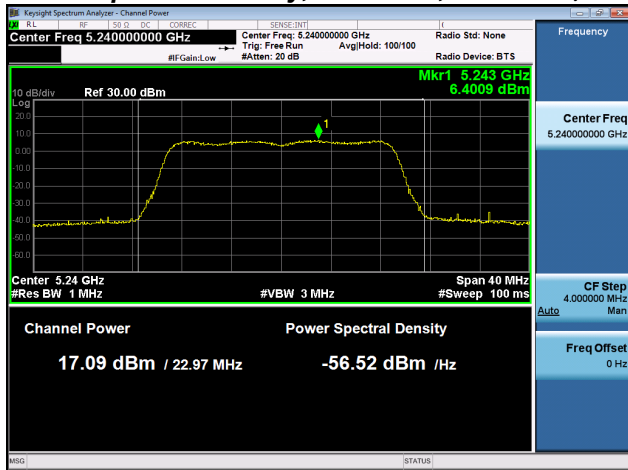 Keysight Spectrum Analyzer - Channel Power
RL RF 50 Ω DC CORREC SENSE:INT
Center Freq 5.240000000 GHz
#IFGain:Low
Center Freq: 5.240000000 GHz
Trig: Free Run Avg|Hold: 100/100
#Atten: 20 dB
Radio Std: None
Radio Device: BTS
Frequency
Mkr1 5.243 GHz
6.4009 dBm
10 dB/div Ref 30.00 dBm
Log
20.0
10.0
0.00
-10.0
-20.0
-30.0
-40.0
-50.0
-60.0
1
Center 5.24 GHz Span 40 MHz
#Res BW 1 MHz #VBW 3 MHz #Sweep 100 ms
Channel Power Power Spectral Density
17.09 dBm / 22.97 MHz -56.52 dBm /Hz
Center Freq
5.240000000 GHz
CF Step
4.000000 MHz
Auto Man
Freq Offset
0 Hz
MSG STATUS